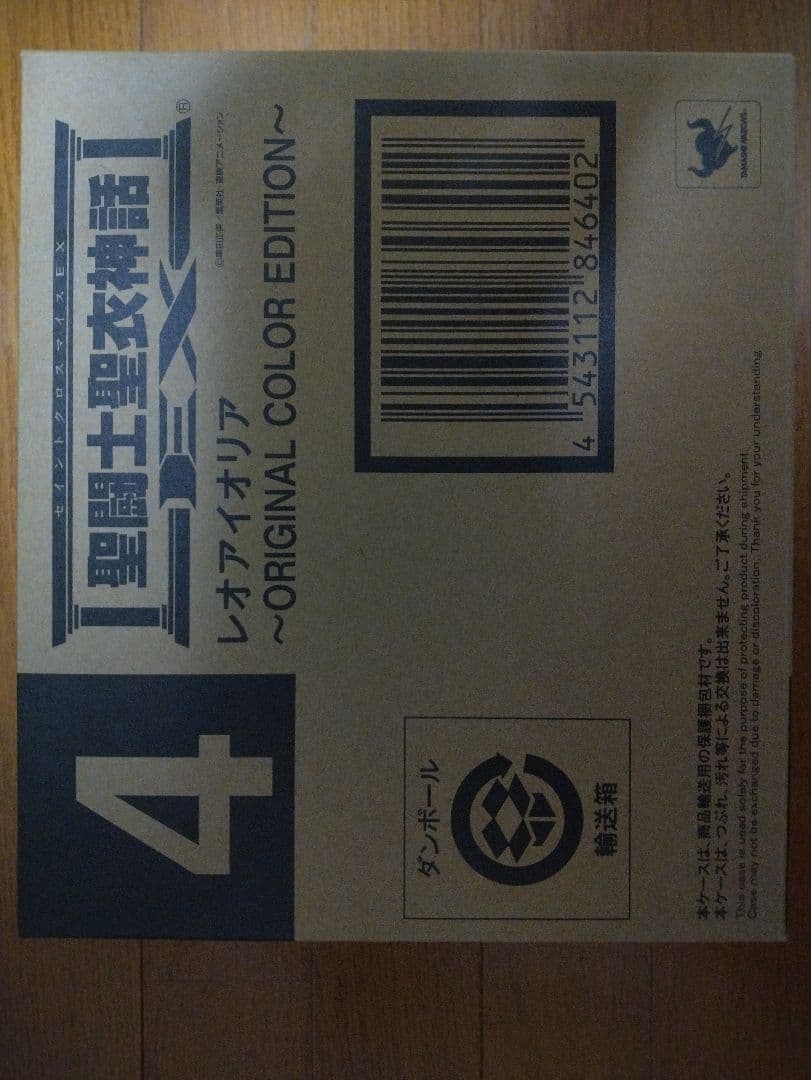 セイントクロスマイスEX
聖闘士聖衣神話
EX
®
©車田正美／集英社・東映アニメーション
レオアイオリア
～ORIGINAL COLOR EDITION～
4
4 543112 846402
TAMASHII NATIONS
ダンボール
輸送箱
本ケースは、商品輸送用の保護梱包材です。
本ケースは、つぶれ、汚れ等による交換は出来ません。ご了承ください。
This case is used solely for the purpose of protecting product during shipment.
Case may not be exchanged due to damage or discoloration. Thank you for your understanding